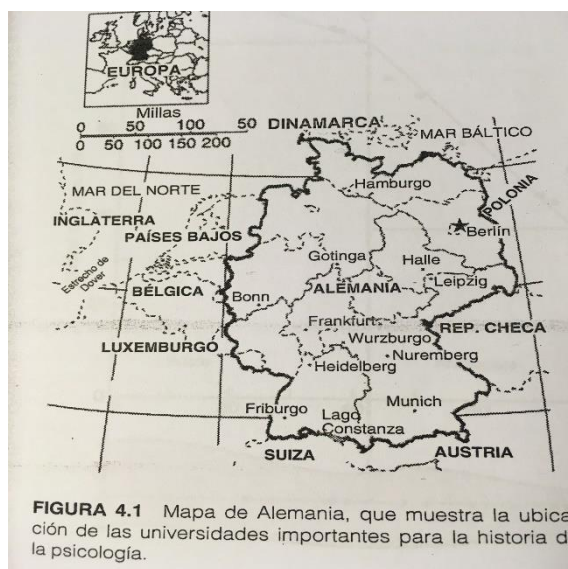 EUROPA
Millas
0 50 100 50
0 50 100 150 200
DINAMARCA
MAR BÁLTICO
MAR DEL NORTE
Hamburgo
POLONIA
INGLATERRA
Berlín
PAÍSES BAJOS
Estrecho de
Dover
Gotinga
Halle
Leipzig
BÉLGICA
Bonn
ALEMANIA
Frankfurt
REP. CHECA
LUXEMBURGO
Wurzburgo
Nuremberg
Heidelberg
Friburgo
Lago
Constanza
Munich
SUIZA
AUSTRIA
FIGURA 4.1 Mapa de Alemania, que muestra la ubica
ción de las universidades importantes para la historia d
la psicología.